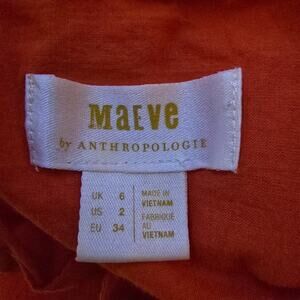 MaEVe
by ANTHROPOLOGIE
UK 6
US 2
EU 34
MADE IN
VIETNAM
FABRIQUÉ
AU
VIETNAM